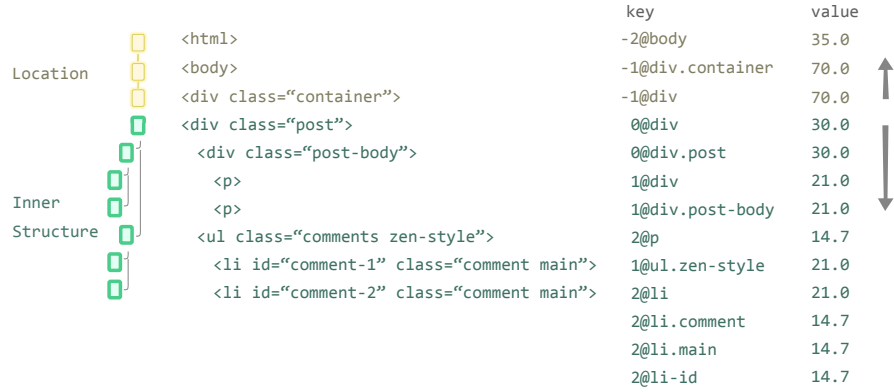 key value
<html> -2@body 35.0
Location <body> -1@div.container 70.0
<div class=“container”> -1@div 70.0
<div class=“post”> 0@div 30.0
<div class=“post-body”> 0@div.post 30.0
<p> 1@div 21.0
Inner <p> 1@div.post-body 21.0
Structure <ul class=“comments zen-style”> 2@p 14.7
<li id=“comment-1” class=“comment main”> 1@ul.zen-style 21.0
<li id=“comment-2” class=“comment main”> 2@li 21.0
2@li.comment 14.7
2@li.main 14.7
2@li-id 14.7